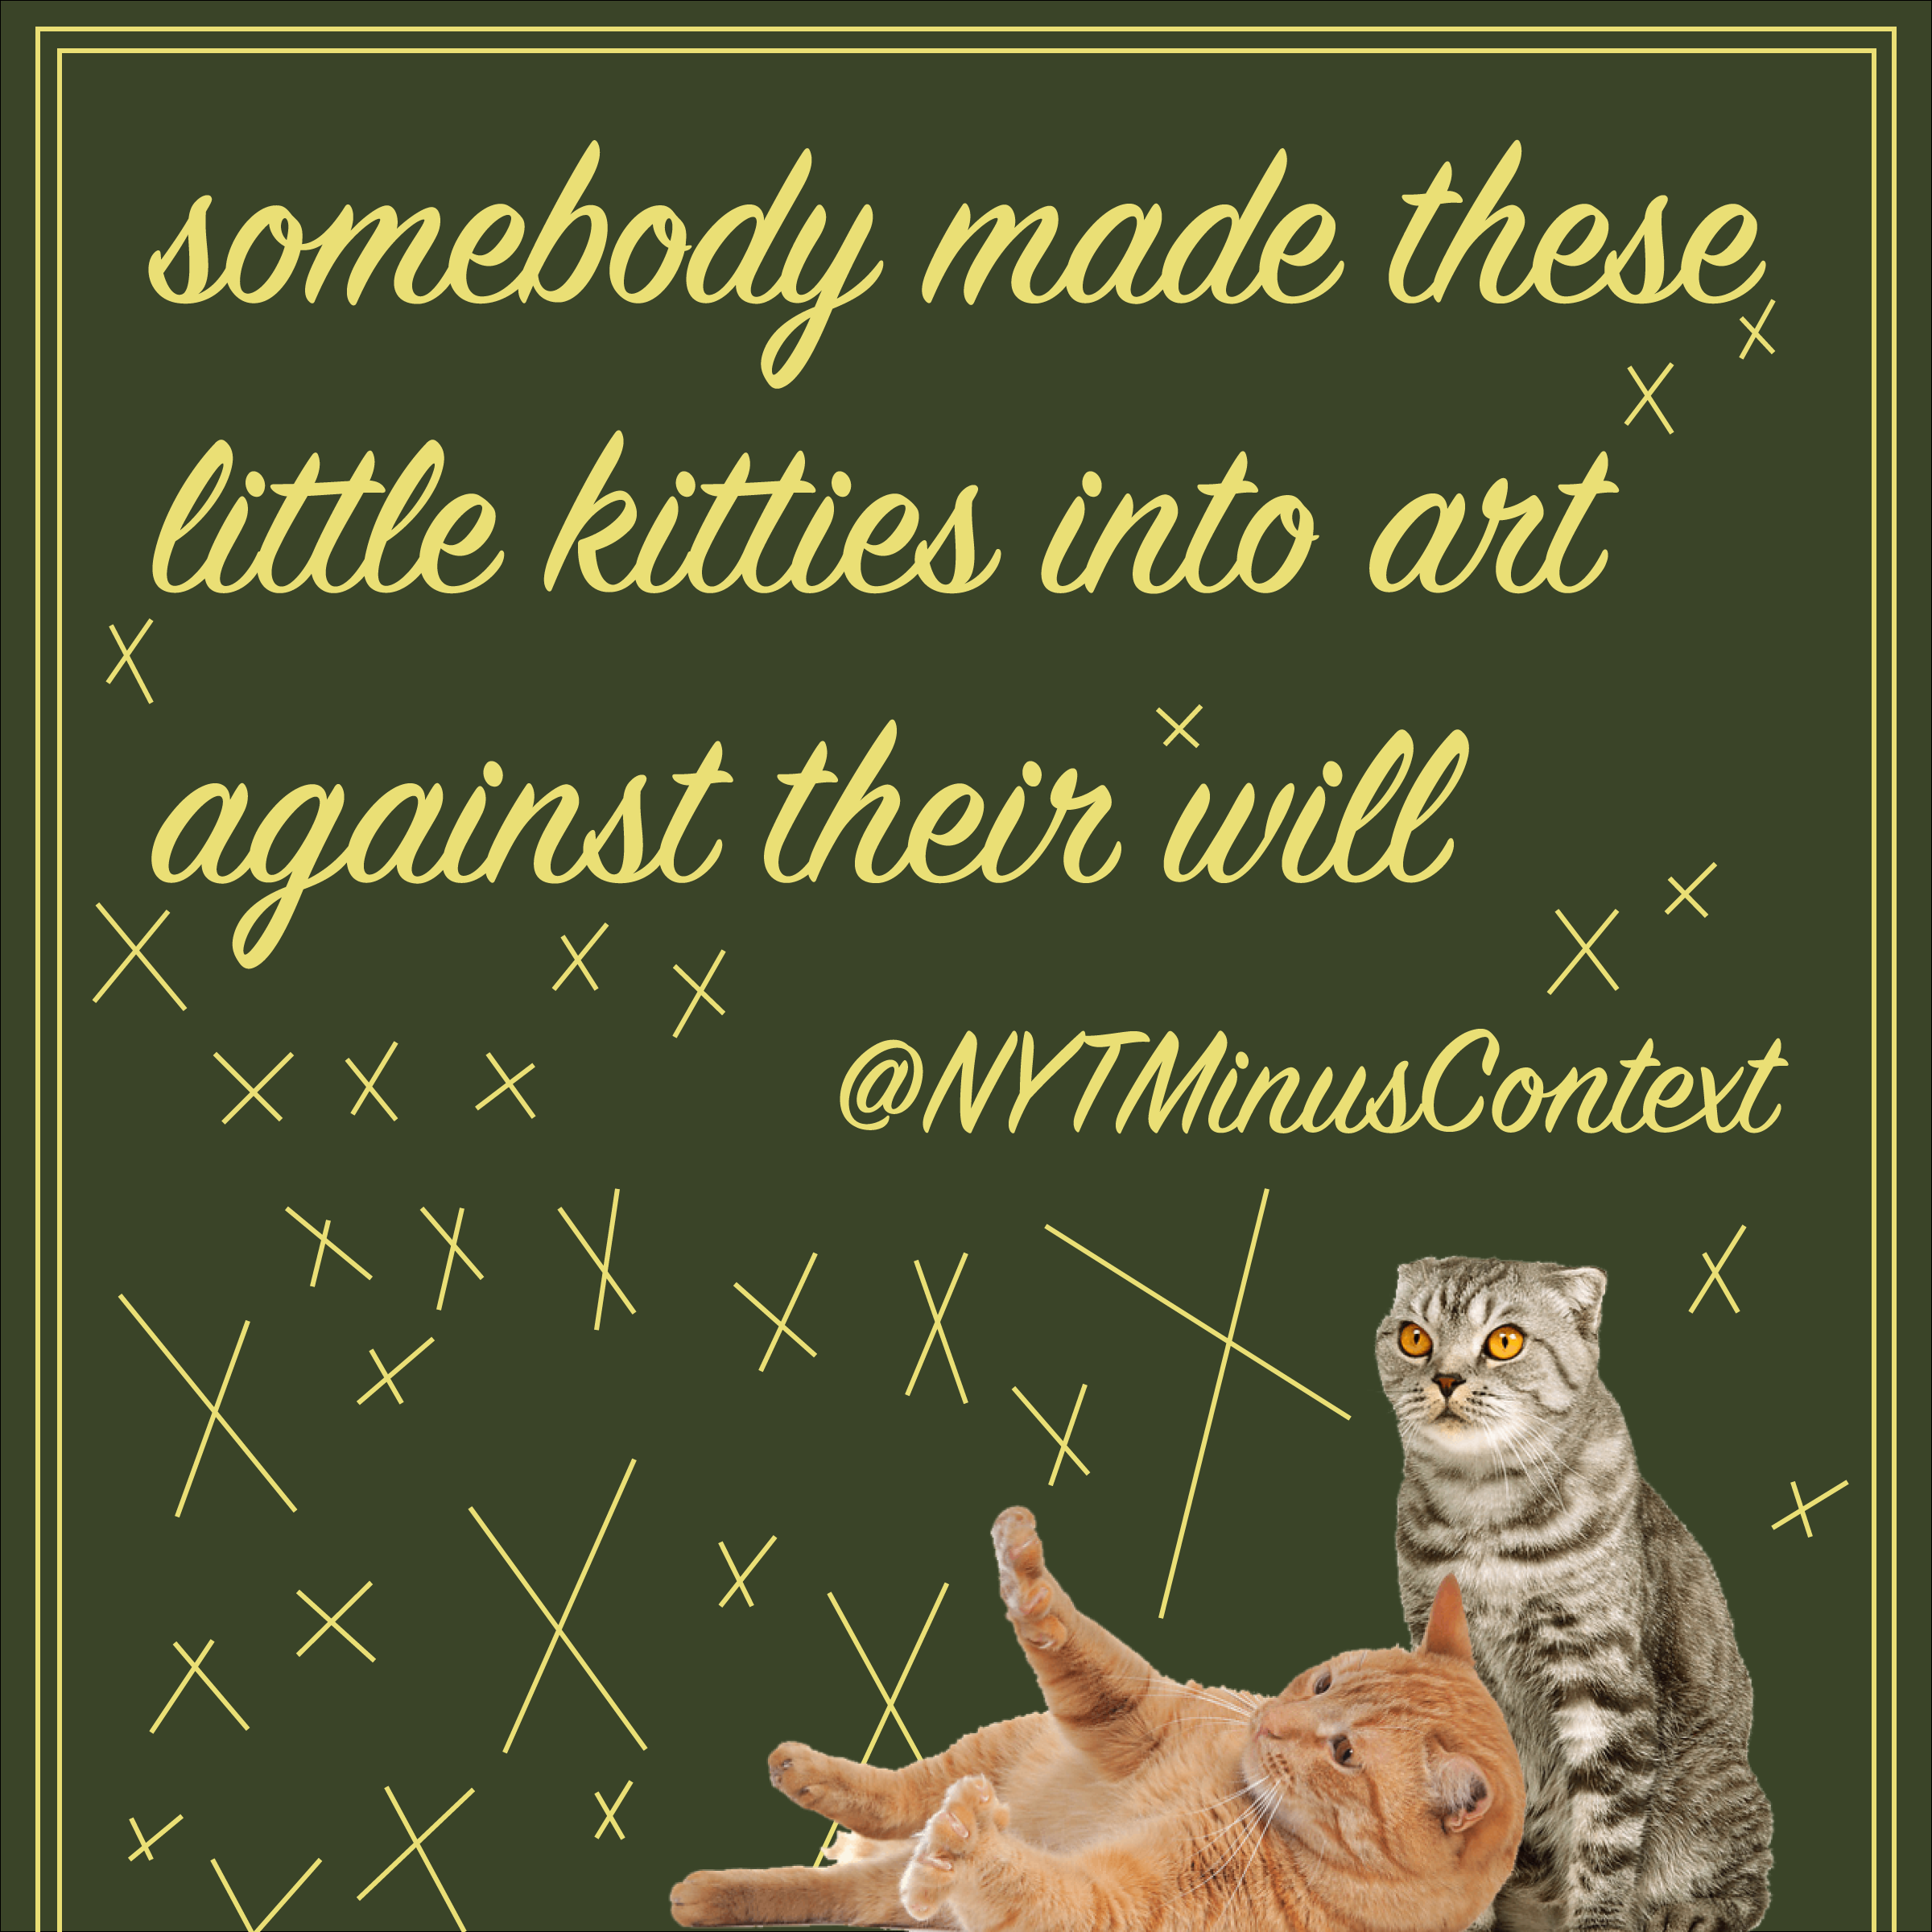 somebody made these
little kitties into art
against their will
@NYTMinusContext